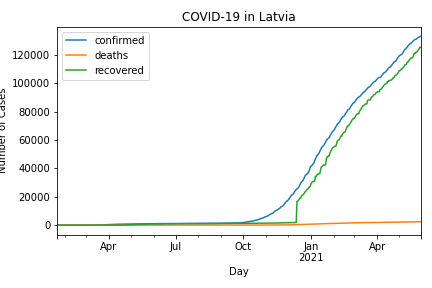 COVID-19 in Latvia
confirmed
deaths
recovered
120000
100000
80000
60000
40000
20000
0
Number of Cases
Apr
Jul
Oct
Jan
2021
Apr
Day